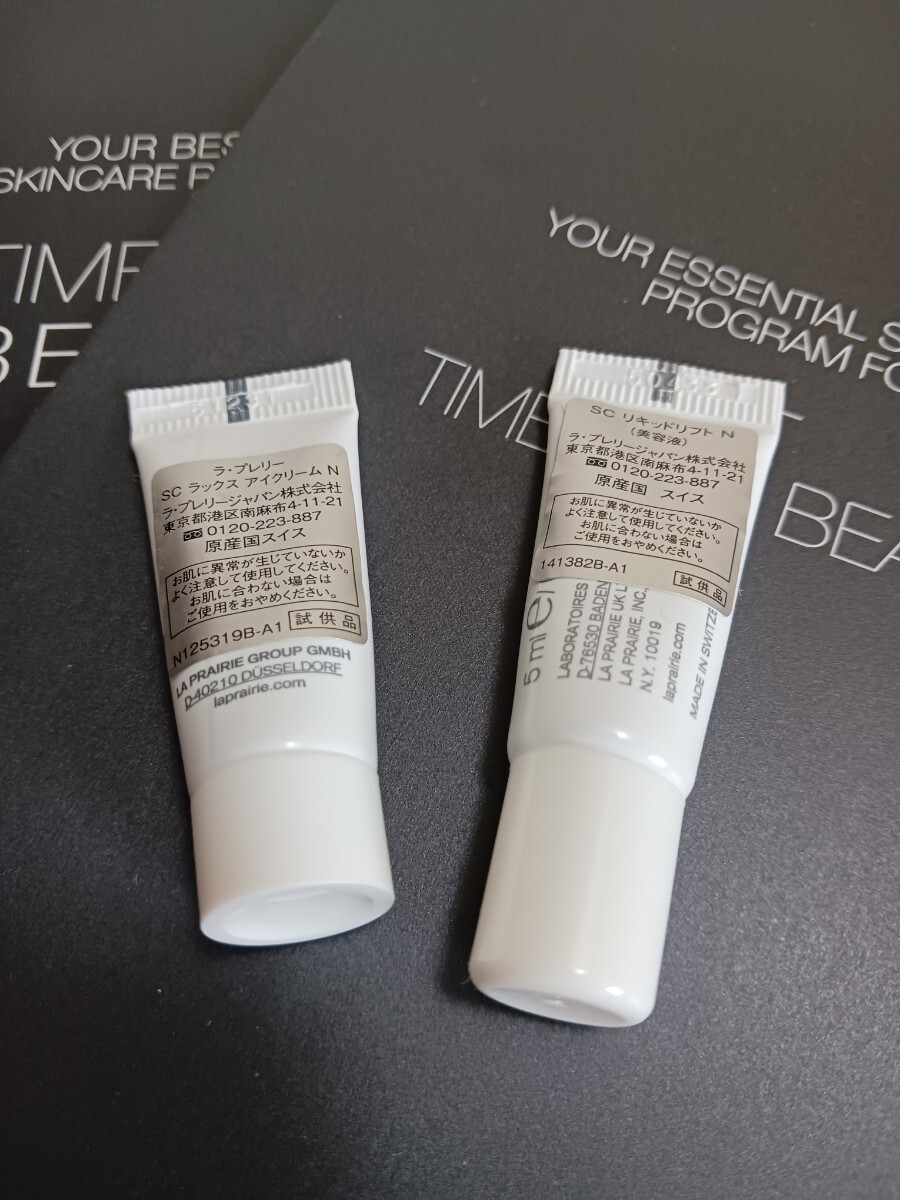 YOUR BES
SKINCARE P
TIME
BE
YOUR ESSENTIAL S
PROGRAM FO
TIME
BEA
ラ・プレリー
SC ラックス アイクリーム N
ラ・プレリージャパン株式会社
東京都港区南麻布4-11-21
0120-223-887
原産国スイス
お肌に異常が生じていないか
よく注意して使用してください。
お肌に合わない場合は
ご使用をおやめください。
N125319B-A1 試供品
LA PRAIRIE GROUP GMBH
D-40210 DÜSSELDORF
laprairie.com
SC リキッドリフト N
(美容液)
ラ・プレリージャパン株式会社
東京都港区南麻布4-11-21
0120-223-887
原産国 スイス
お肌に異常が生じていないか
よく注意して使用してください。
お肌に合わない場合は
ご使用をおやめください。
141382B-A1 試供品
5 ml e
LABORATOIRES
D-76530 BADEN
LA PRAIRIE UK L
LA PRAIRIE, INC.,
N.Y. 10019
laprairie.com
MADE IN SWITZE